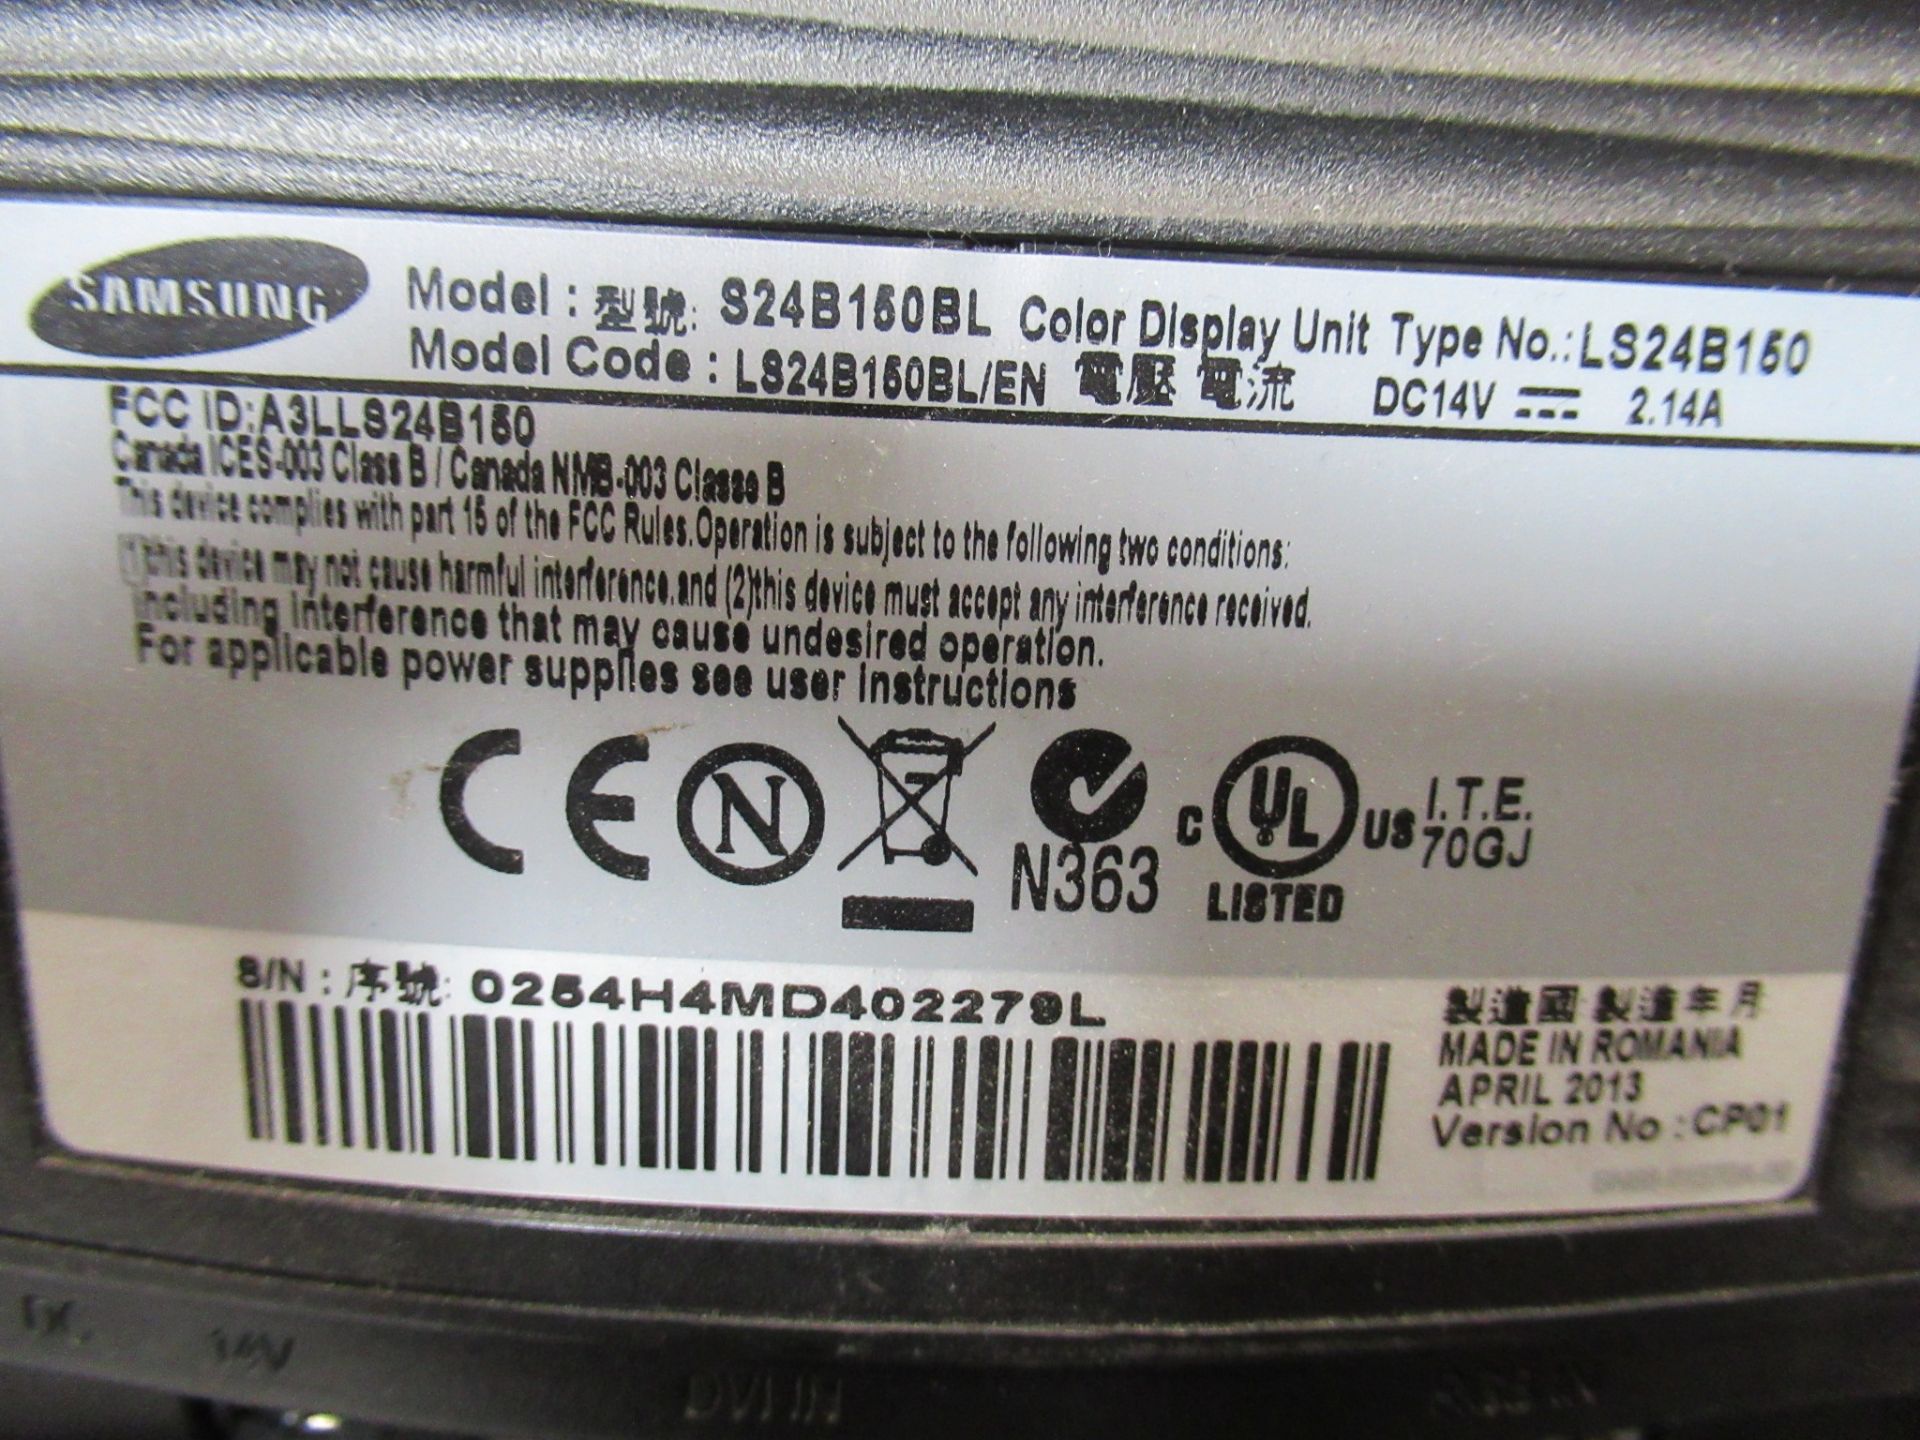 SAMSUNG
Model : 型號: S24B150BL Color Display Unit Type No.:LS24B150
Model Code : LS24B150BL/EN 電壓 電流 DC14V 2.14A
FCC ID:A3LLS24B150
Canada ICES-003 Class B / Canada NMB-003 Classe B
This device complies with part 15 of the FCC Rules.Operation is subject to the following two conditions:
(1)this device may not cause harmful interference.and (2)this device must accept any interference received.
including interference that may cause undesired operation.
For applicable power supplies see user instructions
CE N N363 C UL US LISTED I.T.E. 70GJ
S/N : 序號: 0254H4MD402279L
製造國 製造年月
MADE IN ROMANIA
APRIL 2013
Version No : CP01
DC 14V DVI IN